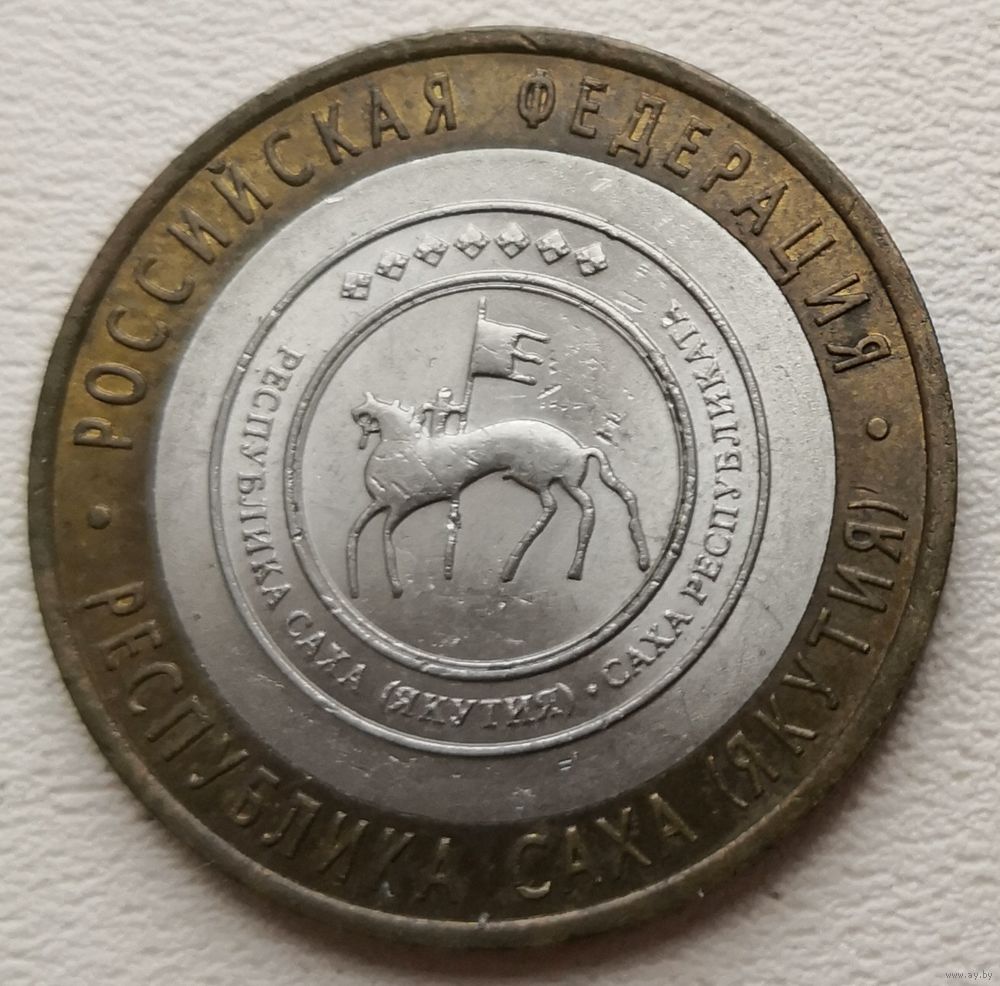 РОССИЙСКАЯ ФЕДЕРАЦИЯ
• РЕСПУБЛИКА САХА (ЯКУТИЯ) •
РЕСПУБЛИКА САХА (ЯКУТИЯ) • САХА РЕСПУБЛИКАТА
www.ay.by